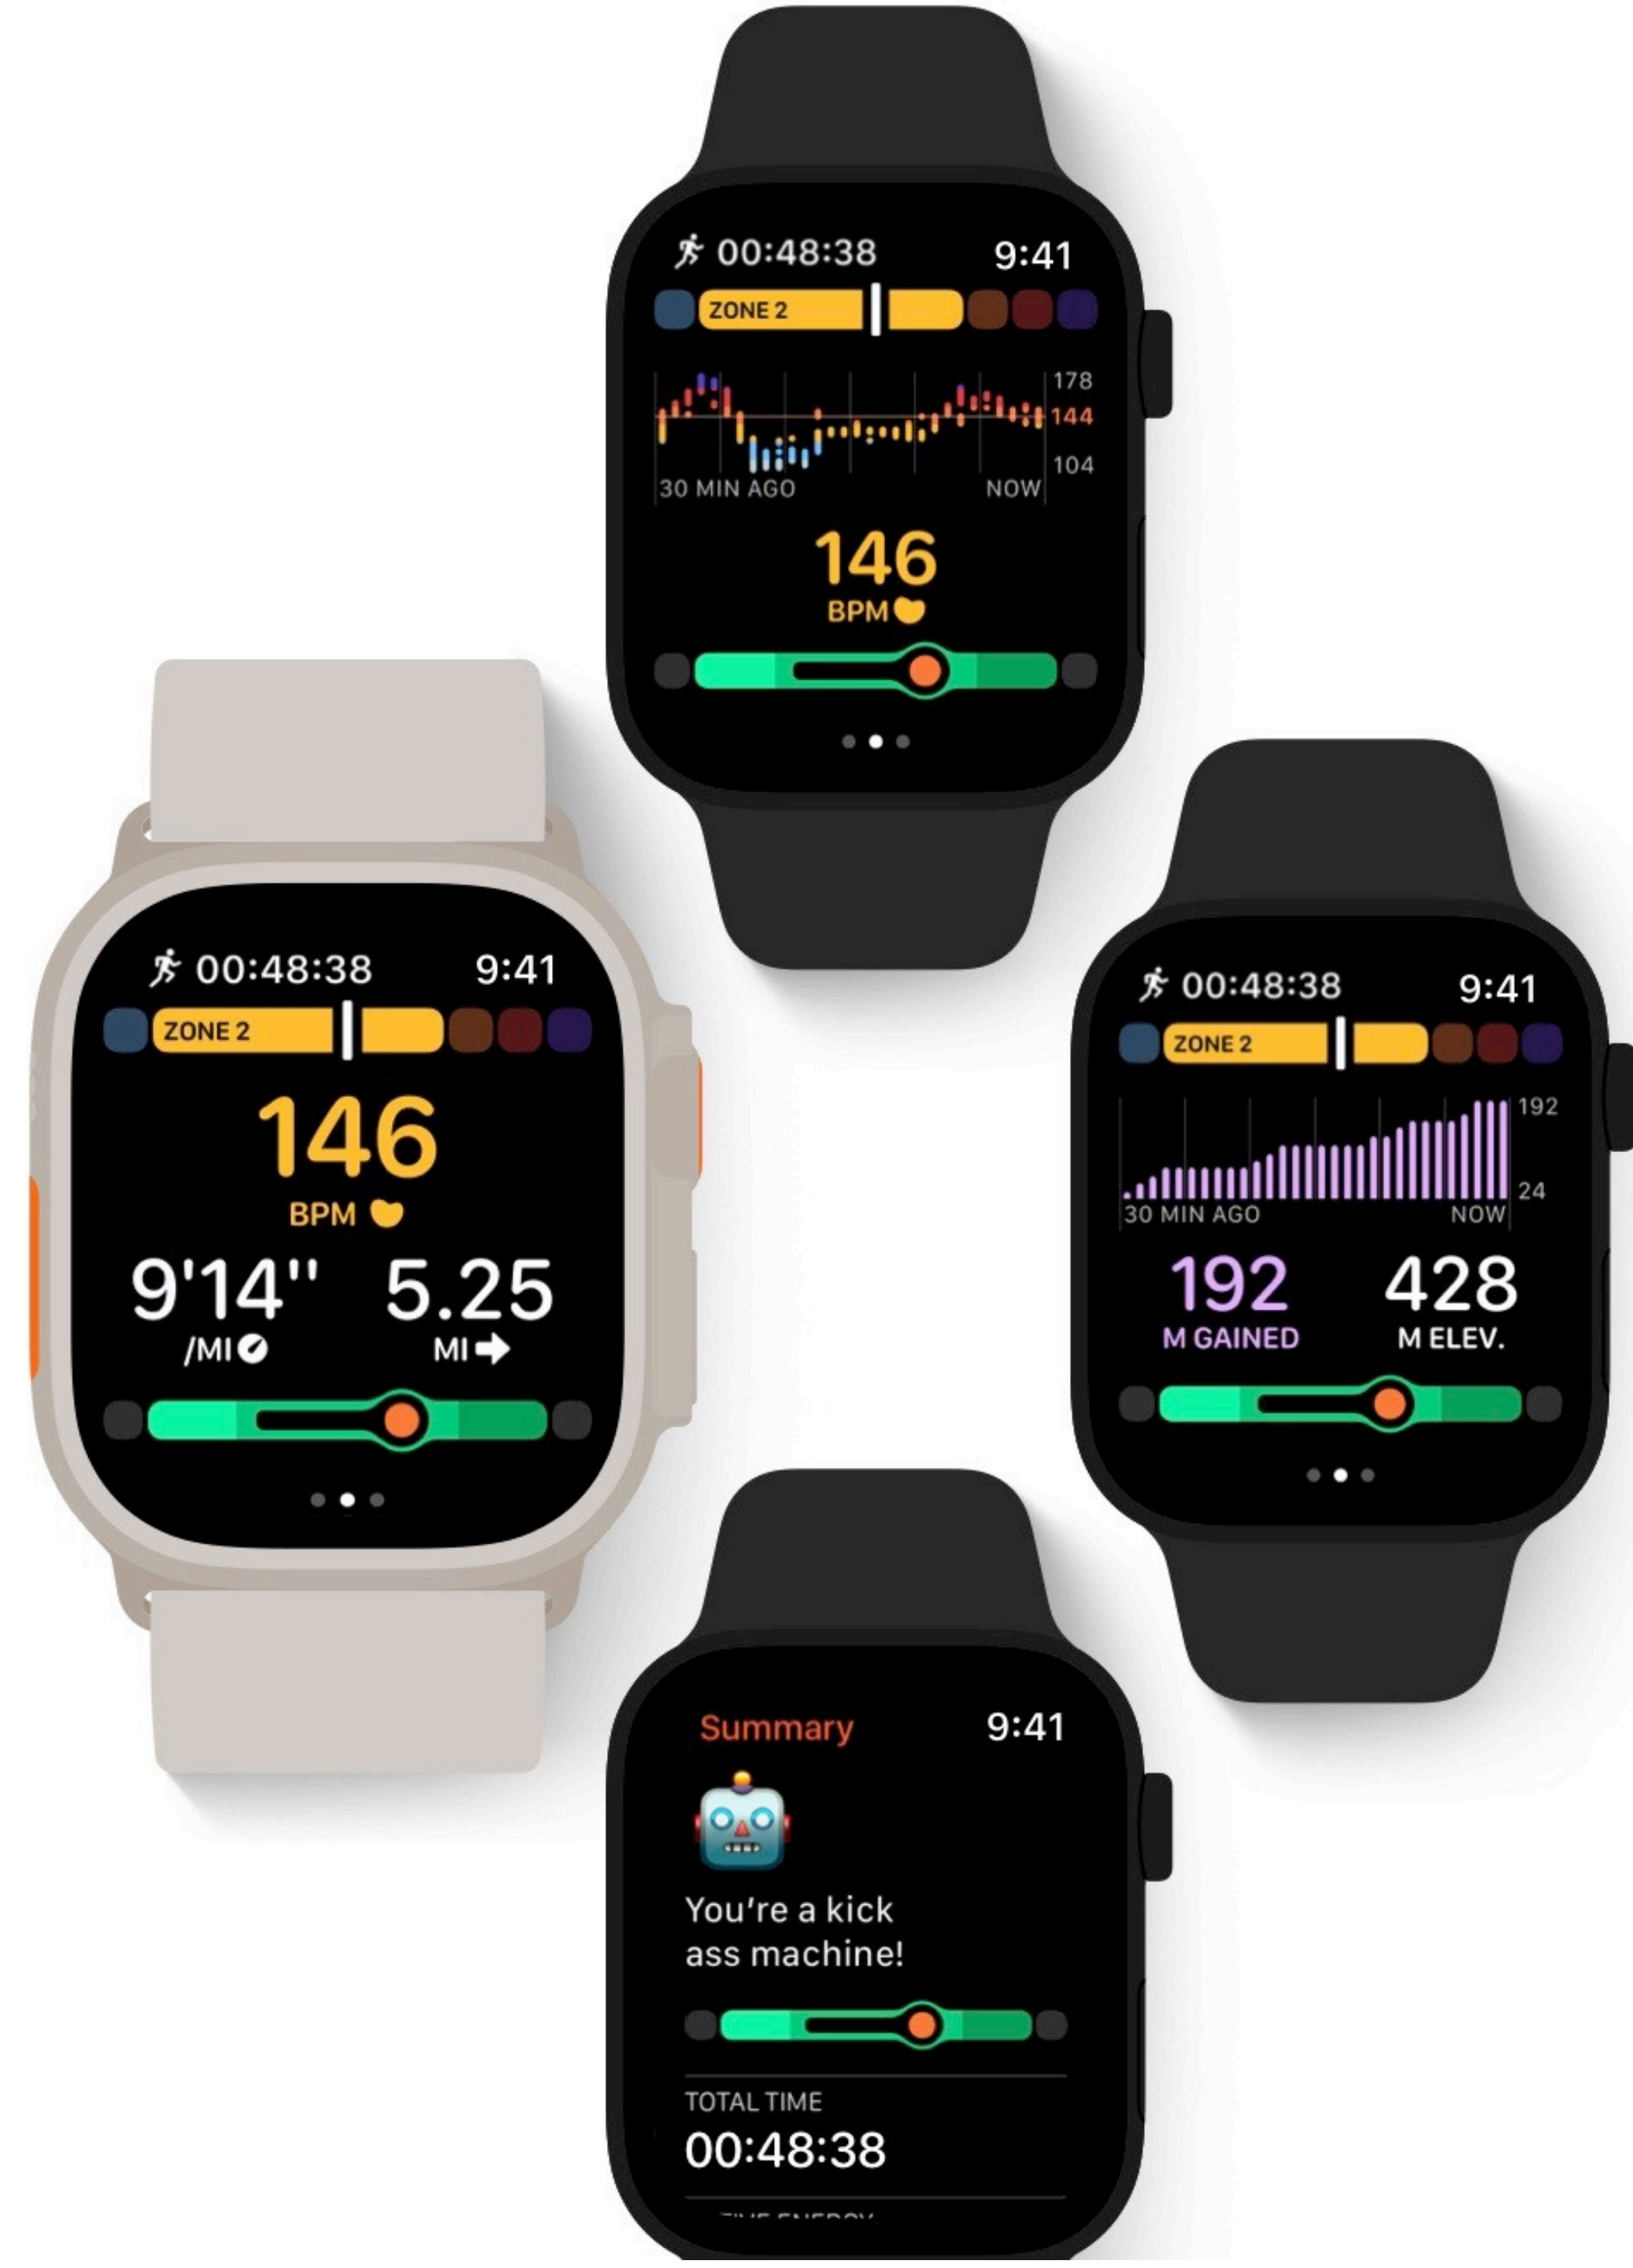 00:48:38 9:41
ZONE 2
178
144
104
30 MIN AGO NOW
146
BPM
00:48:38 9:41
ZONE 2
146
BPM
9'14'' 5.25
/MI MI
00:48:38 9:41
ZONE 2
192
24
30 MIN AGO NOW
192 428
M GAINED M ELEV.
Summary 9:41
You're a kick
ass machine!
TOTAL TIME
00:48:38